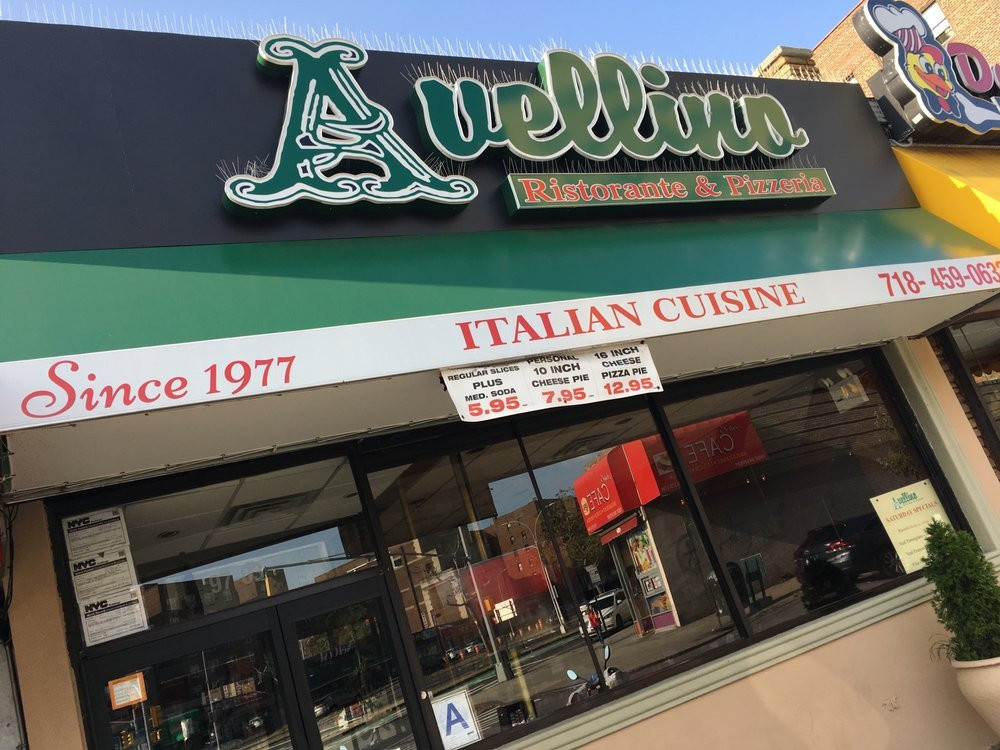 Avellino
Ristorante & Pizzeria
Since 1977
ITALIAN CUISINE
718- 459-063
REGULAR SLICES
PLUS
MED. SODA
5.95
PERSONAL
10 INCH
CHEESE PIE
7.95
16 INCH
CHEESE
PIZZA PIE
12.95
NYC
NYC
NYC
CAFE
CAFE
Avellino
SATURDAY SPECIALS
A